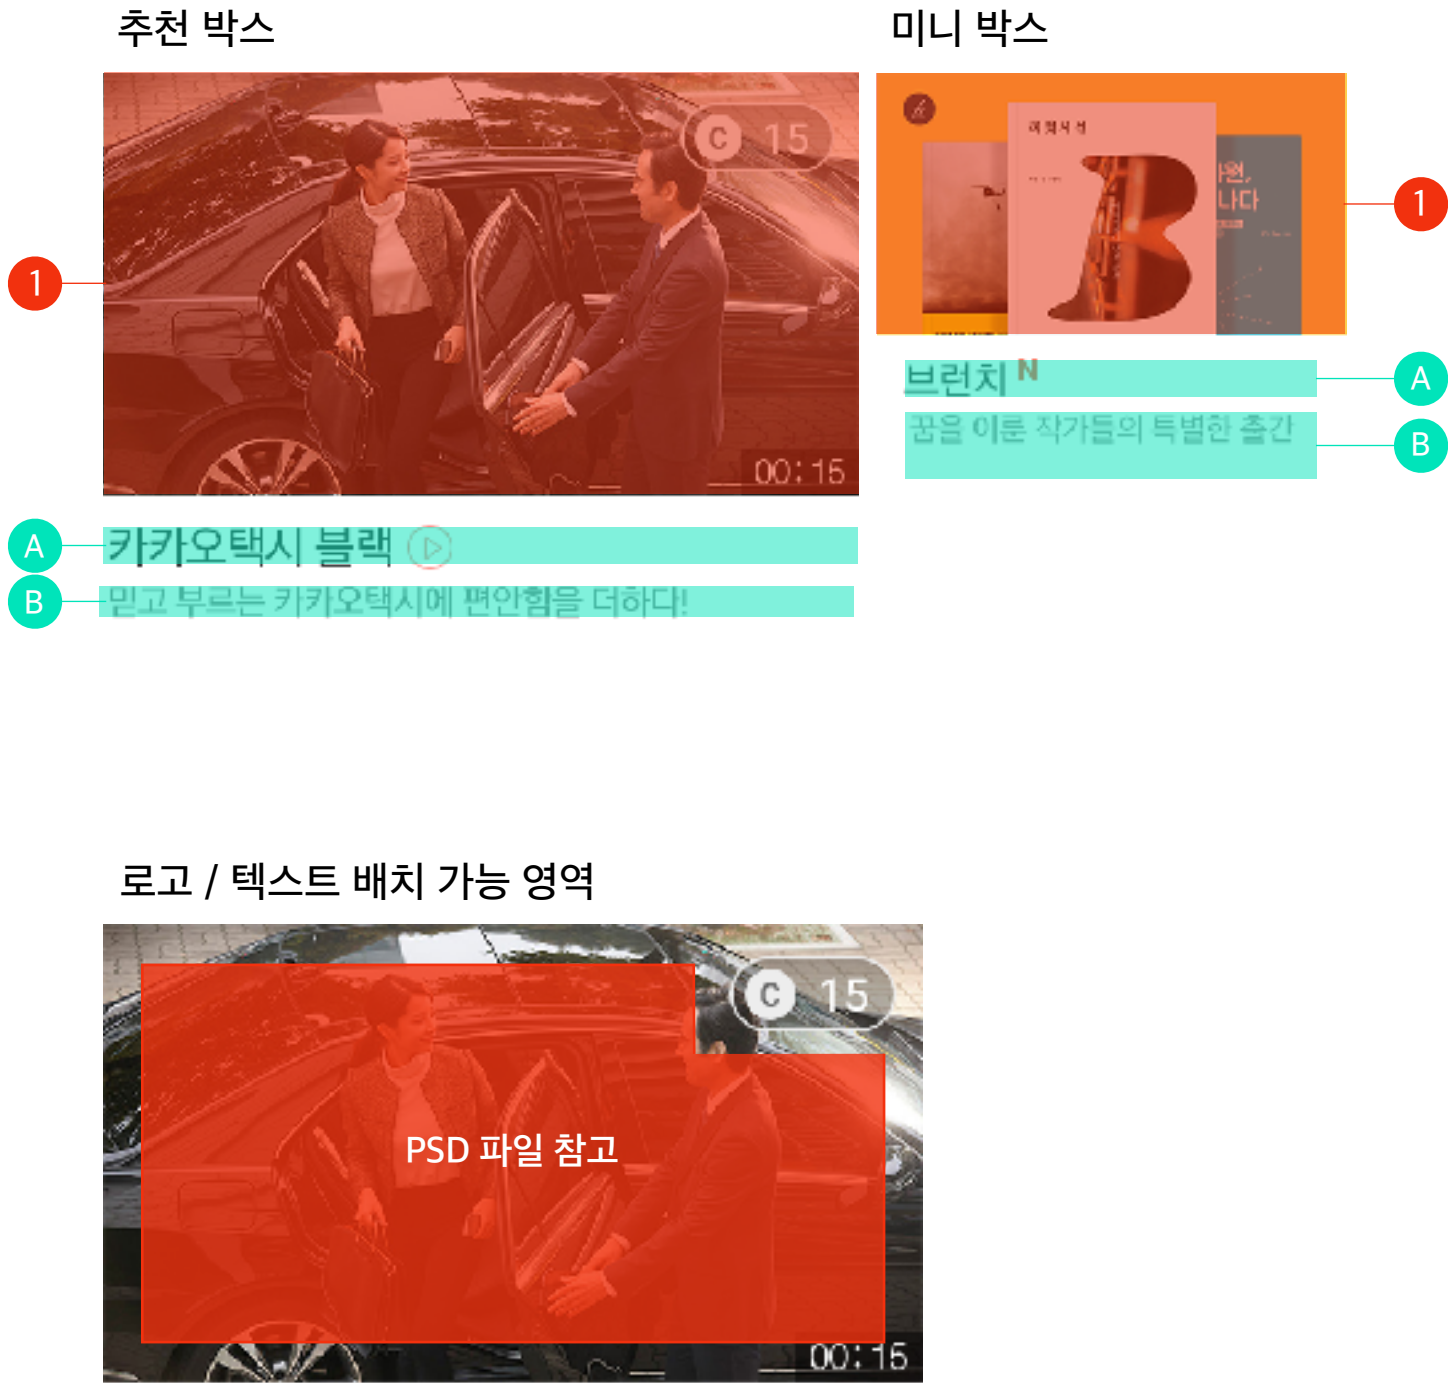 추천 박스
미니 박스
C 15
1
00:15
A
카카오택시 블랙
B
믿고 부르는 카카오택시에 편안함을 더하다!
1
브런치 N
A
꿈을 이룬 작가들의 특별한 출간
B
로고 / 텍스트 배치 가능 영역
C 15
PSD 파일 참고
00:15